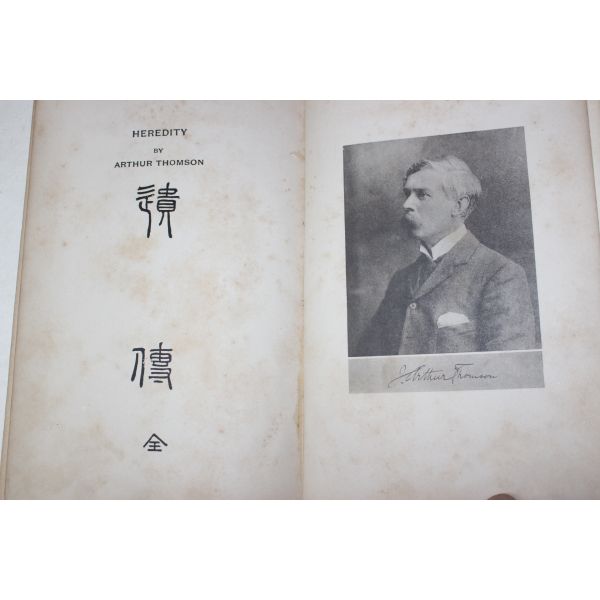 HEREDITY
BY
ARTHUR THOMSON
遺
傳
全
J. Arthur Thomson